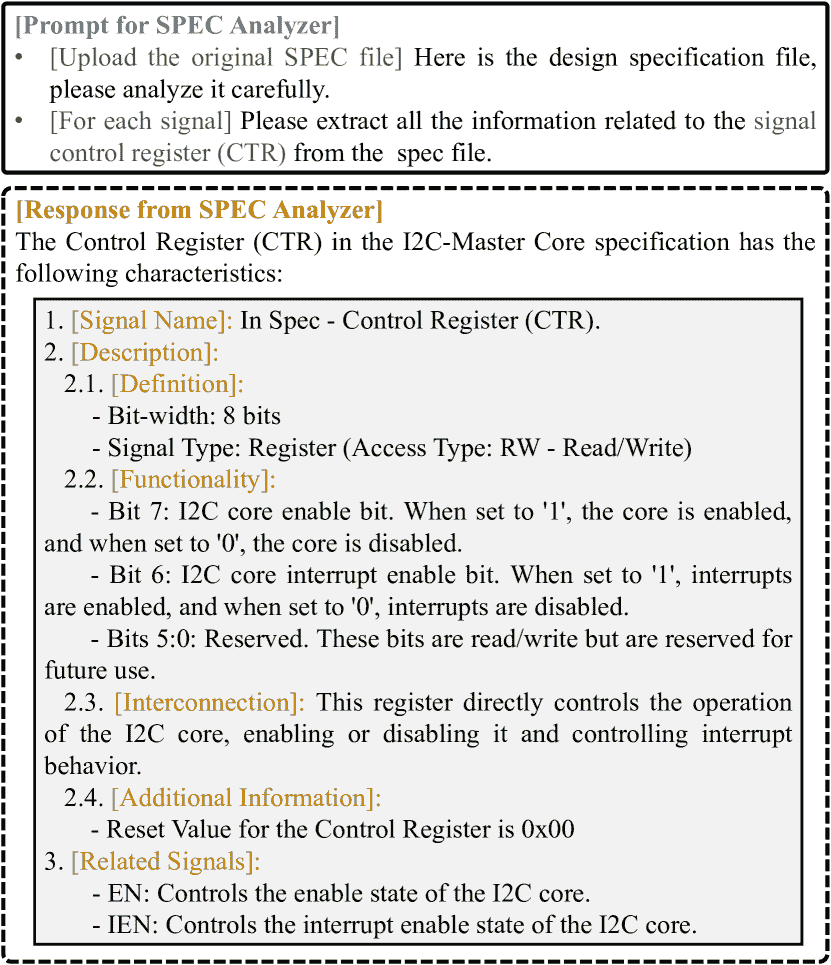 [Prompt for SPEC Analyzer]
• [Upload the original SPEC file] Here is the design specification file,
please analyze it carefully.
• [For each signal] Please extract all the information related to the signal
control register (CTR) from the spec file.
[Response from SPEC Analyzer]
The Control Register (CTR) in the I2C-Master Core specification has the
following characteristics:
1. [Signal Name]: In Spec - Control Register (CTR).
2. [Description]:
2.1. [Definition]:
- Bit-width: 8 bits
- Signal Type: Register (Access Type: RW - Read/Write)
2.2. [Functionality]:
- Bit 7: I2C core enable bit. When set to '1', the core is enabled,
and when set to '0', the core is disabled.
- Bit 6: I2C core interrupt enable bit. When set to '1', interrupts
are enabled, and when set to '0', interrupts are disabled.
- Bits 5:0: Reserved. These bits are read/write but are reserved for
future use.
2.3. [Interconnection]: This register directly controls the operation
of the I2C core, enabling or disabling it and controlling interrupt
behavior.
2.4. [Additional Information]:
- Reset Value for the Control Register is 0x00
3. [Related Signals]:
- EN: Controls the enable state of the I2C core.
- IEN: Controls the interrupt enable state of the I2C core.